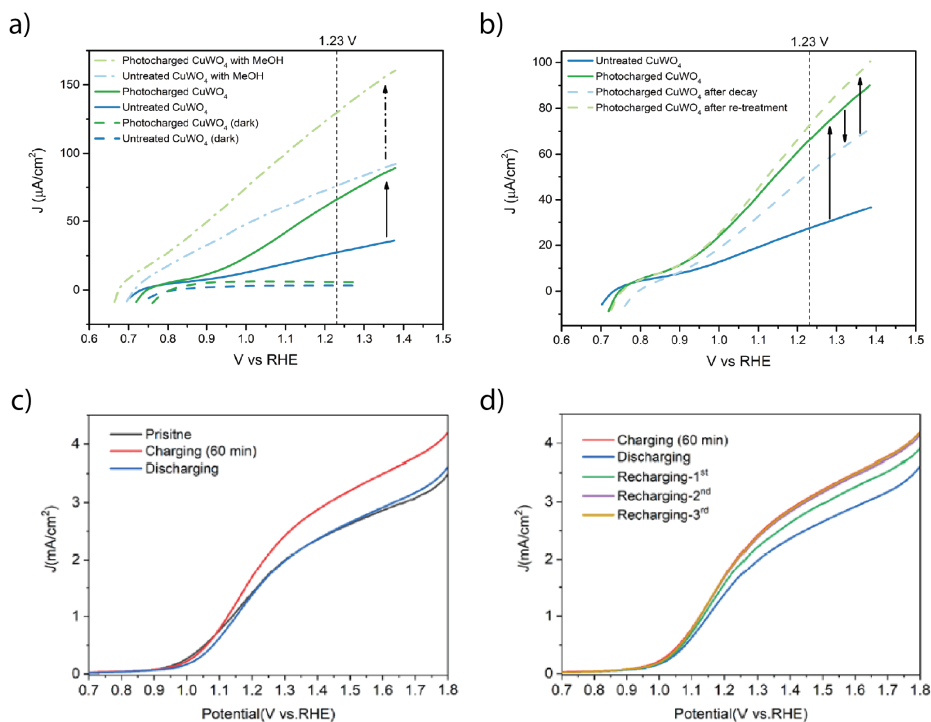 a)
1.23 V
Photocharged CuWO₄ with MeOH
Untreated CuWO₄ with MeOH
Photocharged CuWO₄
Untreated CuWO₄
Photocharged CuWO₄ (dark)
Untreated CuWO₄ (dark)
J (µA/cm²)
150
100
50
0
0.6 0.7 0.8 0.9 1.0 1.1 1.2 1.3 1.4 1.5
V vs RHE
b)
1.23 V
Untreated CuWO₄
Photocharged CuWO₄
Photocharged CuWO₄ after decay
Photocharged CuWO₄ after re-treatment
J (µA/cm²)
100
80
60
40
20
0
0.6 0.7 0.8 0.9 1.0 1.1 1.2 1.3 1.4 1.5
V vs RHE
c)
Prisitne
Charging (60 min)
Discharging
J(mA/cm²)
4
3
2
1
0
0.7 0.8 0.9 1.0 1.1 1.2 1.3 1.4 1.5 1.6 1.7 1.8
Potential(V vs.RHE)
d)
Charging (60 min)
Discharging
Recharging-1ˢᵗ
Recharging-2ⁿᵈ
Recharging-3ʳᵈ
J(mA/cm²)
4
3
2
1
0
0.7 0.8 0.9 1.0 1.1 1.2 1.3 1.4 1.5 1.6 1.7 1.8
Potential(V vs.RHE)